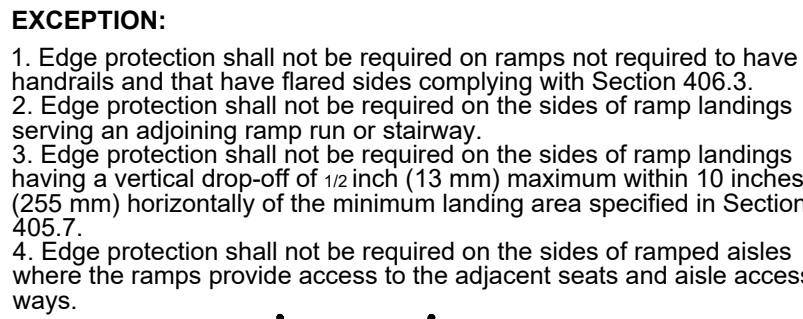 EXCEPTION:
1. Edge protection shall not be required on ramps not required to have
handrails and that have flared sides complying with Section 406.3.
2. Edge protection shall not be required on the sides of ramp landings
serving an adjoining ramp run or stairway.
3. Edge protection shall not be required on the sides of ramp landings
having a vertical drop-off of 1/2 inch (13 mm) maximum within 10 inches
(255 mm) horizontally of the minimum landing area specified in Section
405.7.
4. Edge protection shall not be required on the sides of ramped aisles
where the ramps provide access to the adjacent seats and aisle access
ways.